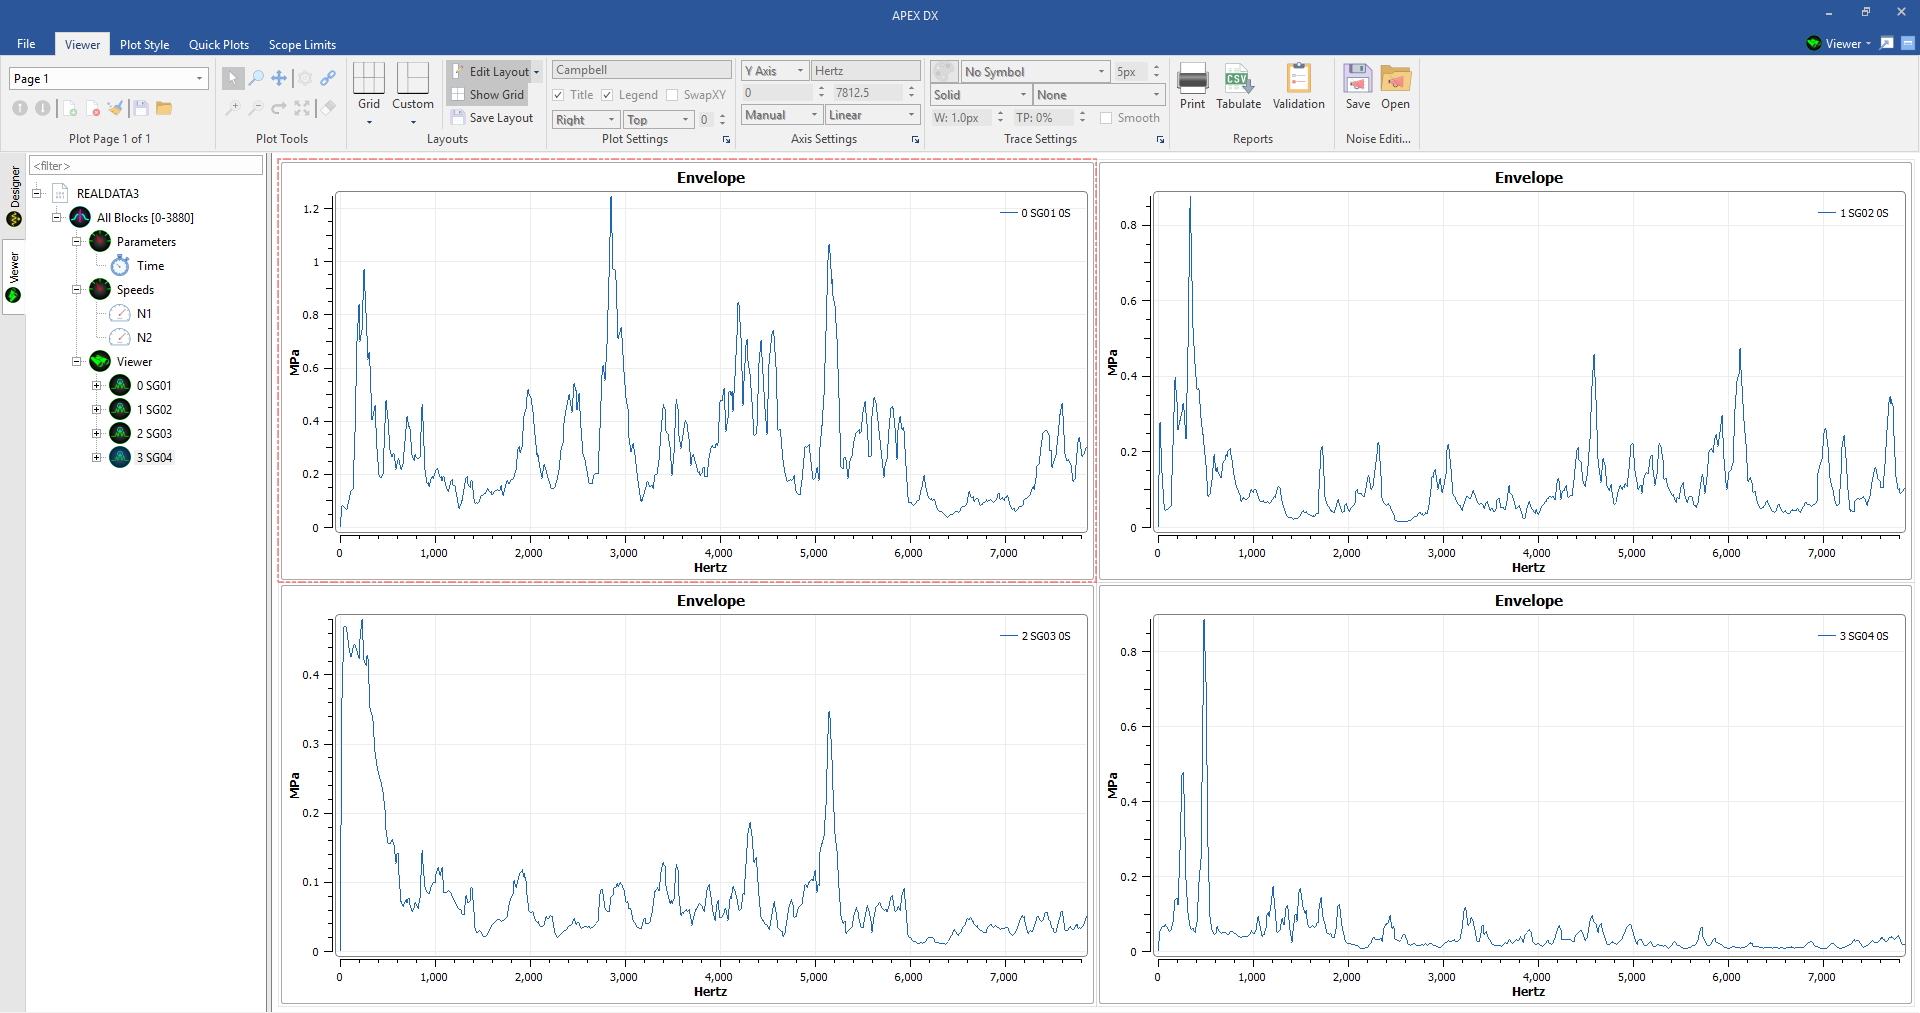 APEX DX
File Viewer Plot Style Quick Plots Scope Limits Viewer
Page 1
Plot Page 1 of 1
Plot Tools
Grid
Custom
Edit Layout
Show Grid
Save Layout
Layouts
Campbell
Title Legend SwapXY
Right Top 0
Plot Settings
Y Axis Hertz
0 7812.5
Manual Linear
Axis Settings
No Symbol 5px
Solid None
W: 1.0px TP: 0% Smooth
Trace Settings
CSV
Print Tabulate Validation
Reports
Save Open
Noise Editi...
Designer
Viewer
<filter>
REALDATA3
All Blocks [0-3880]
Parameters
Time
Speeds
N1
N2
Viewer
0 SG01
1 SG02
2 SG03
3 SG04
Envelope
0 SG01 0S
MPa
1.2
1
0.8
0.6
0.4
0.2
0
0 1,000 2,000 3,000 4,000 5,000 6,000 7,000
Hertz
Envelope
1 SG02 0S
MPa
0.8
0.6
0.4
0.2
0
0 1,000 2,000 3,000 4,000 5,000 6,000 7,000
Hertz
Envelope
2 SG03 0S
MPa
0.4
0.3
0.2
0.1
0
0 1,000 2,000 3,000 4,000 5,000 6,000 7,000
Hertz
Envelope
3 SG04 0S
MPa
0.8
0.6
0.4
0.2
0
0 1,000 2,000 3,000 4,000 5,000 6,000 7,000
Hertz